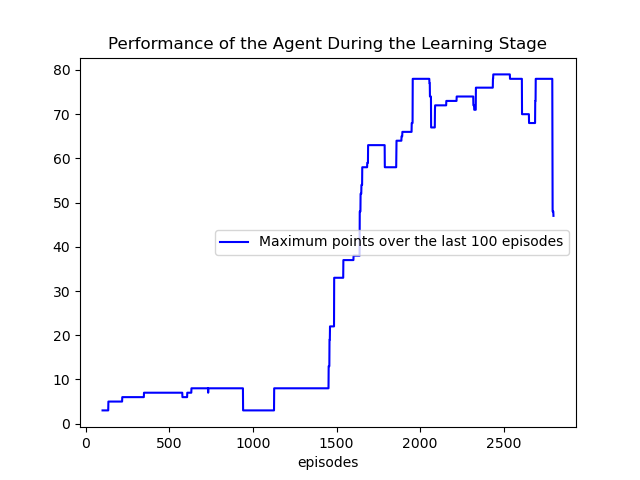 Performance of the Agent During the Learning Stage
80
70
60
50
40
30
20
10
0
Maximum points over the last 100 episodes
0 500 1000 1500 2000 2500
episodes